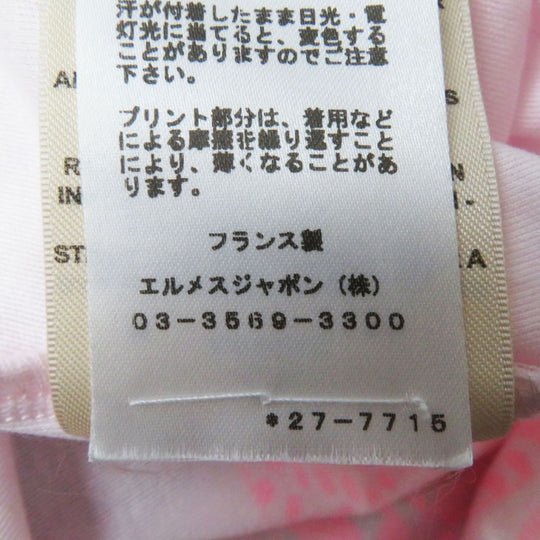 汗が付着したまま日光・電
灯光に当てると、変色する
ことがありますのでご注意
下さい。
プリント部分は、着用など
による摩擦を繰り返すこと
により、薄くなることがあ
ります。
フランス製
エルメスジャポン（株）
03-3569-3300
*27-7715